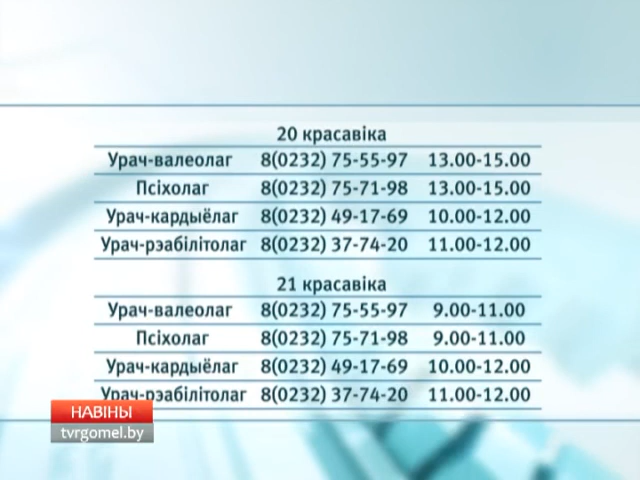 20 красавіка
Урач-валеолаг 8(0232) 75-55-97 13.00-15.00
Псіхолаг 8(0232) 75-71-98 13.00-15.00
Урач-кардыёлаг 8(0232) 49-17-69 10.00-12.00
Урач-рэабілітолаг 8(0232) 37-74-20 11.00-12.00
21 красавіка
Урач-валеолаг 8(0232) 75-55-97 9.00-11.00
Псіхолаг 8(0232) 75-71-98 9.00-11.00
Урач-кардыёлаг 8(0232) 49-17-69 10.00-12.00
Урач-рэабілітолаг 8(0232) 37-74-20 11.00-12.00
НАВІНЫ
tvrgomel.by